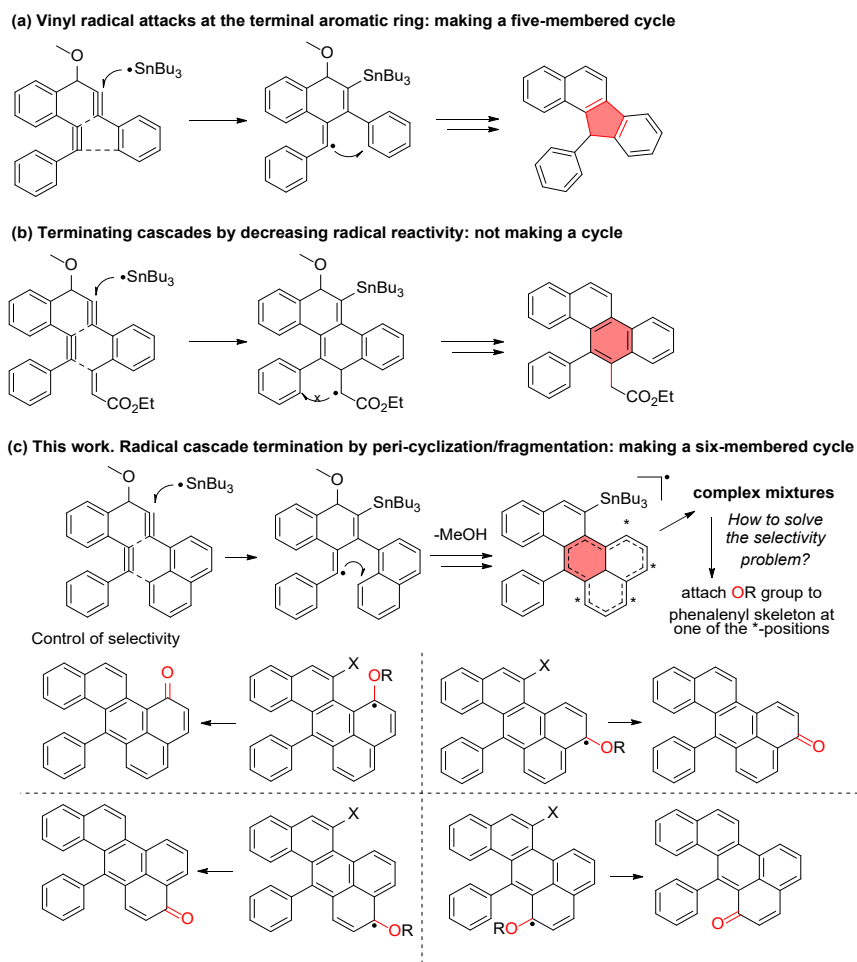 (a) Vinyl radical attacks at the terminal aromatic ring: making a five-membered cycle
O
•SnBu3
O
SnBu3
(b) Terminating cascades by decreasing radical reactivity: not making a cycle
O
•SnBu3
CO2Et
O
SnBu3
x
CO2Et
CO2Et
(c) This work. Radical cascade termination by peri-cyclization/fragmentation: making a six-membered cycle
O
•SnBu3
O
SnBu3
-MeOH
SnBu3
•
*
*
*
*
complex mixtures
How to solve
the selectivity
problem?
attach OR group to
phenalenyl skeleton at
one of the *-positions
Control of selectivity
O
X
OR
X
OR
O
O
X
OR
X
RO
O